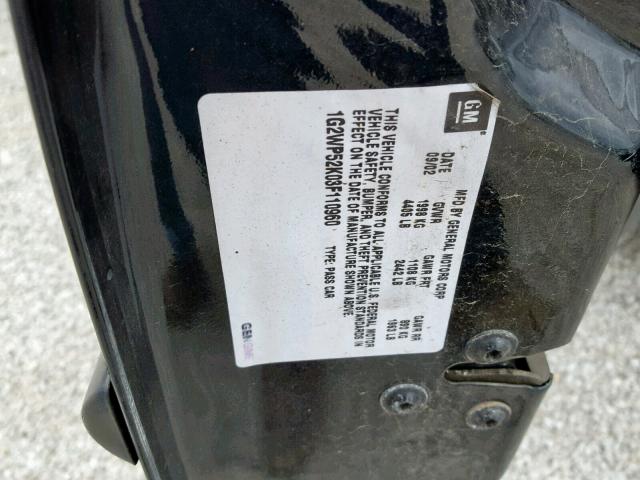 GM
MFD BY GENERAL MOTORS CORP
DATE GVWR GAWR FRT GAWR RR
09/02 1998 KG 1108 KG 890 KG
4405 LB 2442 LB 1963 LB
THIS VEHICLE CONFORMS TO ALL APPLICABLE U.S. FEDERAL MOTOR
VEHICLE SAFETY, BUMPER, AND THEFT PREVENTION STANDARDS IN
EFFECT ON THE DATE OF MANUFACTURE SHOWN ABOVE.
1G2WP52K03F110960 TYPE: PASS CAR